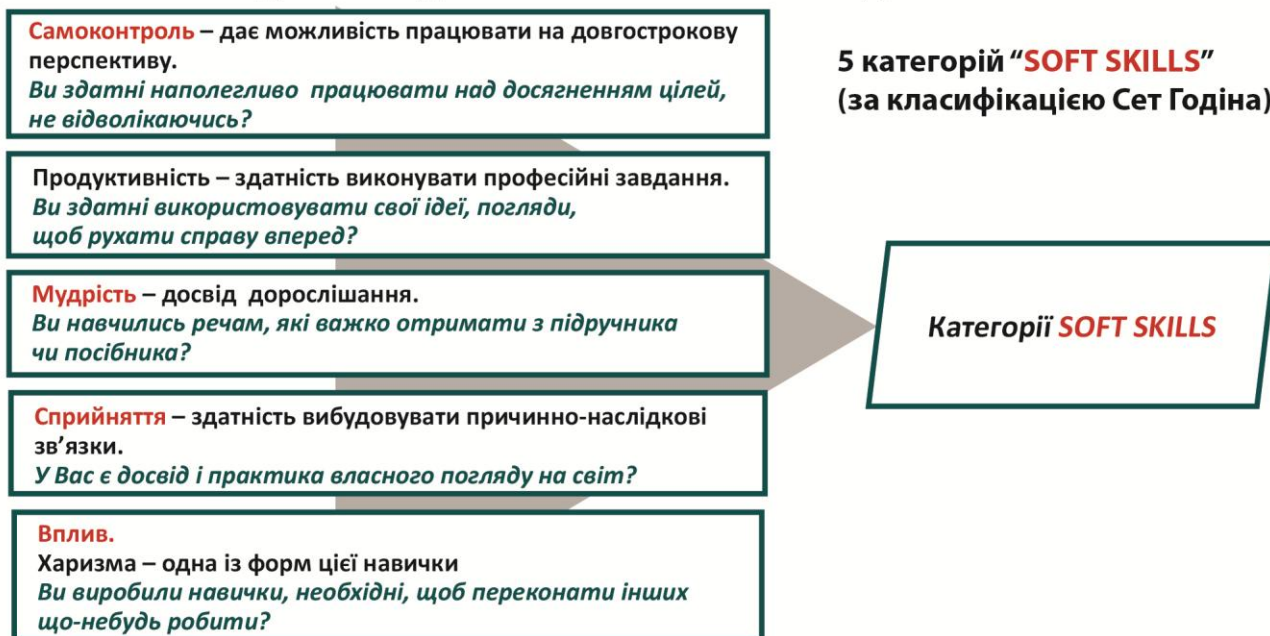 Самоконтроль – дає можливість працювати на довгострокову
перспективу.
Ви здатні наполегливо працювати над досягненням цілей,
не відволікаючись?
Продуктивність – здатність виконувати професійні завдання.
Ви здатні використовувати свої ідеї, погляди,
щоб рухати справу вперед?
Мудрість – досвід дорослішання.
Ви навчились речам, які важко отримати з підручника
чи посібника?
Сприйняття – здатність вибудовувати причинно-наслідкові
зв’язки.
У Вас є досвід і практика власного погляду на світ?
Вплив.
Харизма – одна із форм цієї навички
Ви виробили навички, необхідні, щоб переконати інших
що-небудь робити?
5 категорій “SOFT SKILLS”
(за класифікацією Сет Годіна)
Категорії SOFT SKILLS